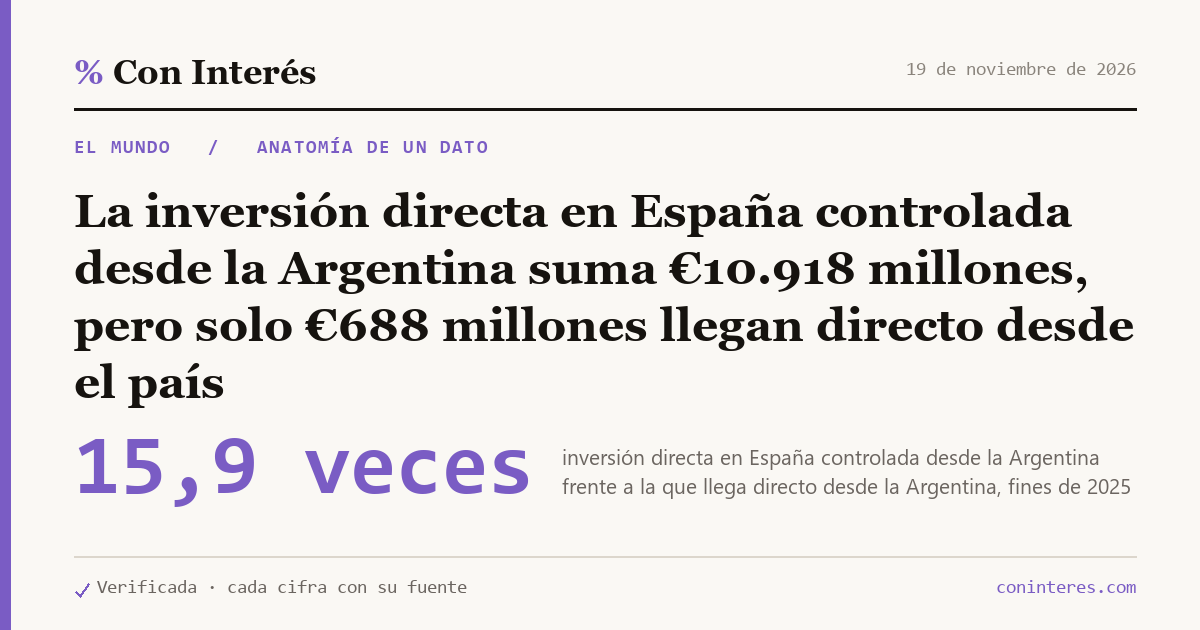 % Con Interés
19 de noviembre de 2026
EL MUNDO / ANATOMÍA DE UN DATO
La inversión directa en España controlada
desde la Argentina suma €10.918 millones,
pero solo €688 millones llegan directo desde
el país
15,9 veces
inversión directa en España controlada desde la Argentina
frente a la que llega directo desde la Argentina, fines de 2025
✓ Verificada · cada cifra con su fuente
coninteres.com